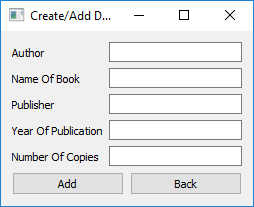 Create/Add D...
Author
Name Of Book
Publisher
Year Of Publication
Number Of Copies
Add Back